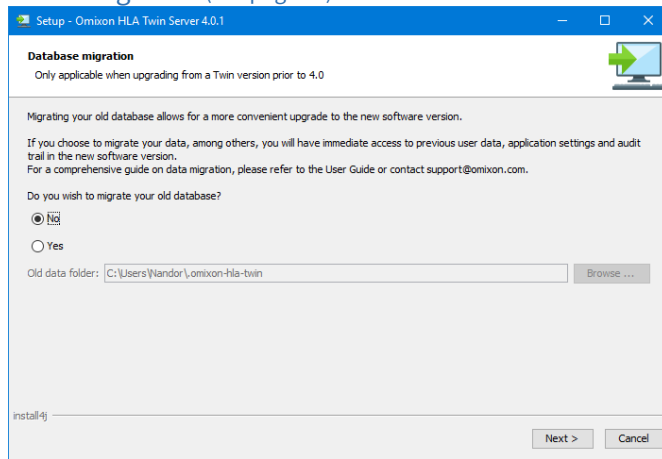 Setup - Omixon HLA Twin Server 4.0.1
Database migration
Only applicable when upgrading from a Twin version prior to 4.0
Migrating your old database allows for a more convenient upgrade to the new software version.
If you choose to migrate your data, among others, you will have immediate access to previous user data, application settings and audit
trail in the new software version.
For a comprehensive guide on data migration, please refer to the User Guide or contact support@omixon.com.
Do you wish to migrate your old database?
No
Yes
Old data folder: C:\Users\Nandor\.omixon-hla-twin Browse ...
install4j
Next > Cancel